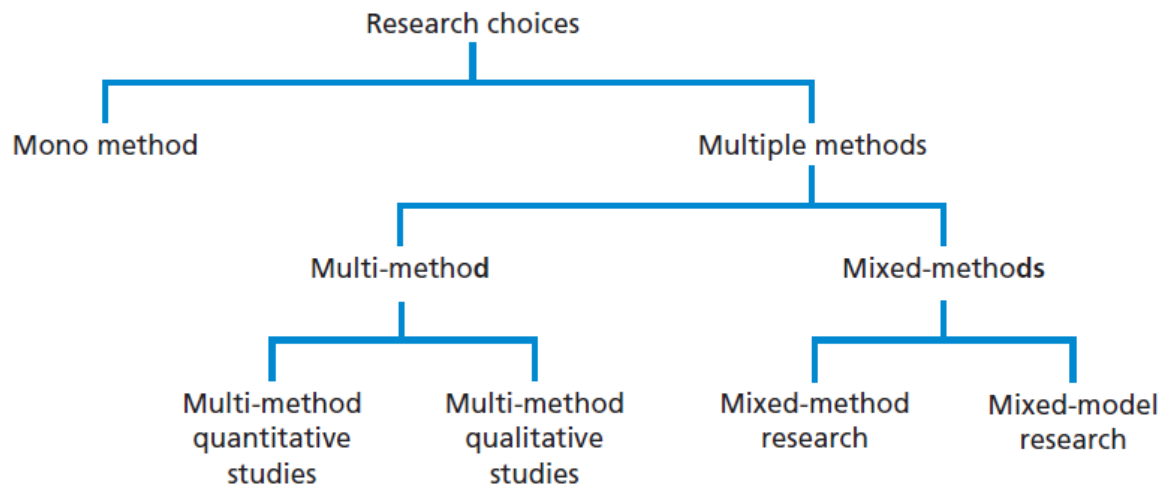 Research choices
Mono method
Multiple methods
Multi-method
Mixed-methods
Multi-method
quantitative
studies
Multi-method
qualitative
studies
Mixed-method
research
Mixed-model
research